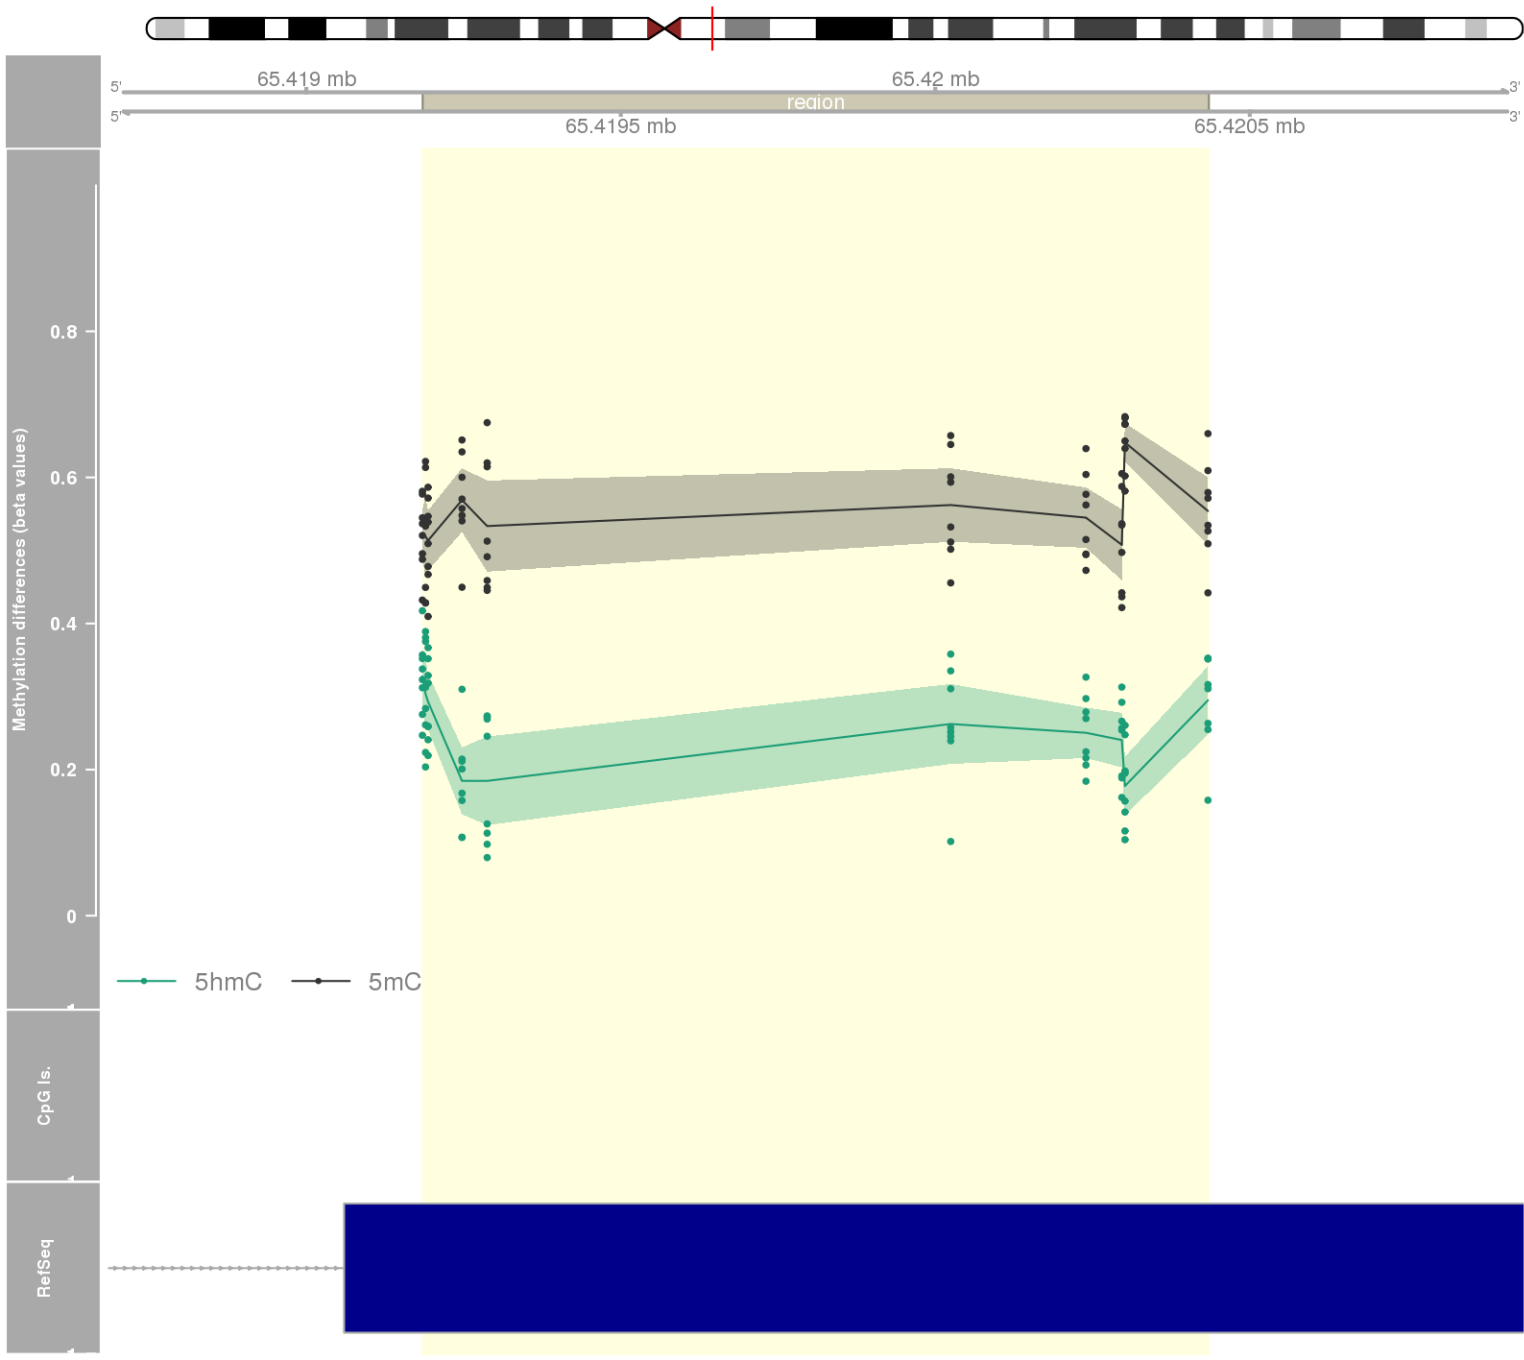 65.419 mb
65.42 mb
5'
3'
region
5'
3'
65.4195 mb
65.4205 mb
Methylation differences (beta values)
0.8
0.6
0.4
0.2
0
5hmC
5mC
CpG Is.
RefSeq